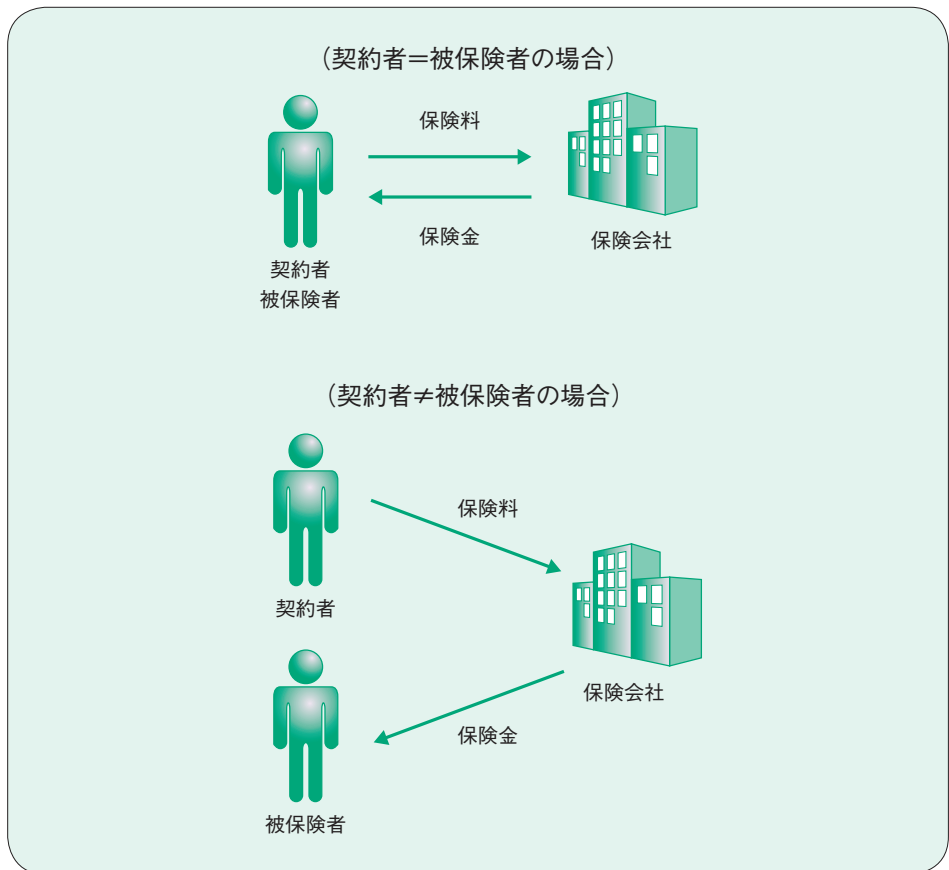 （契約者＝被保険者の場合）
保険料
保険金
保険会社
契約者
被保険者
（契約者≠被保険者の場合）
保険料
契約者
保険会社
保険金
被保険者